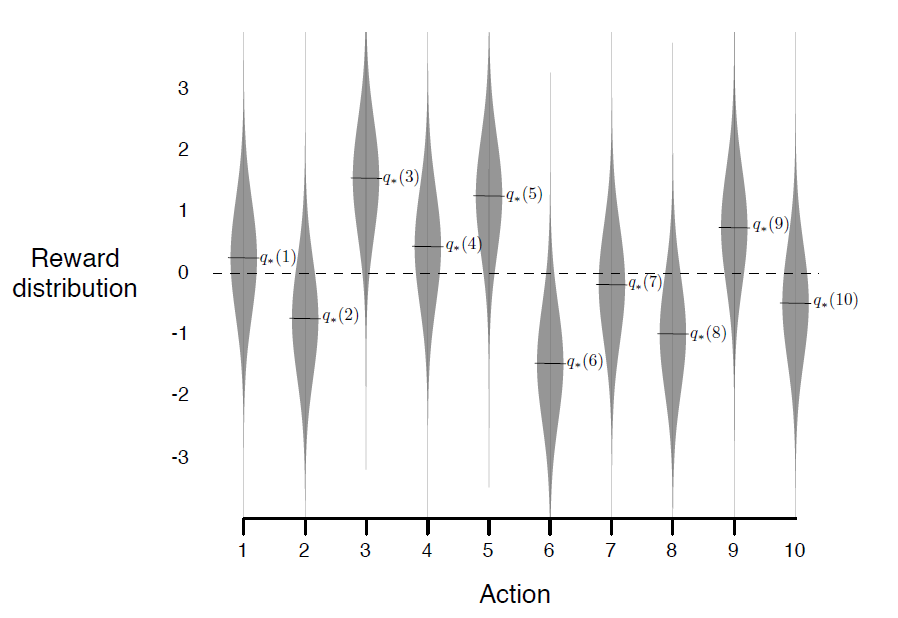 3
2
1
0
-1
-2
-3
Reward
distribution
q∗(1)
q∗(2)
q∗(3)
q∗(4)
q∗(5)
q∗(6)
q∗(7)
q∗(8)
q∗(9)
q∗(10)
1 2 3 4 5 6 7 8 9 10
Action